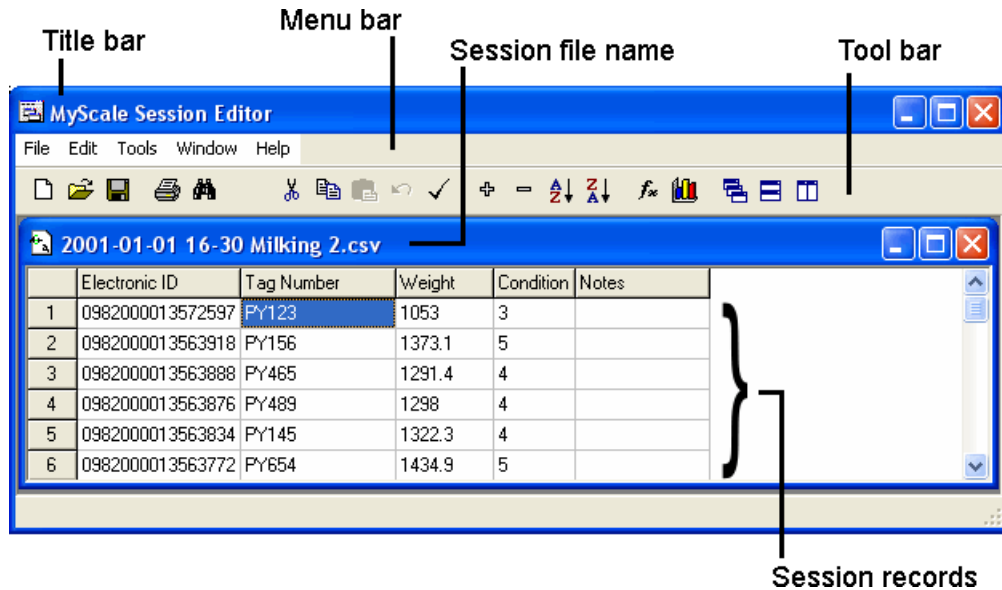 Title bar
Menu bar
Session file name
Tool bar
MyScale Session Editor
File Edit Tools Window Help
2001-01-01 16-30 Milking 2.csv
Electronic ID Tag Number Weight Condition Notes
1 0982000013572597 PY123 1053 3
2 0982000013563918 PY156 1373.1 5
3 0982000013563888 PY465 1291.4 4
4 0982000013563876 PY489 1298 4
5 0982000013563834 PY145 1322.3 4
6 0982000013563772 PY654 1434.9 5
Session records